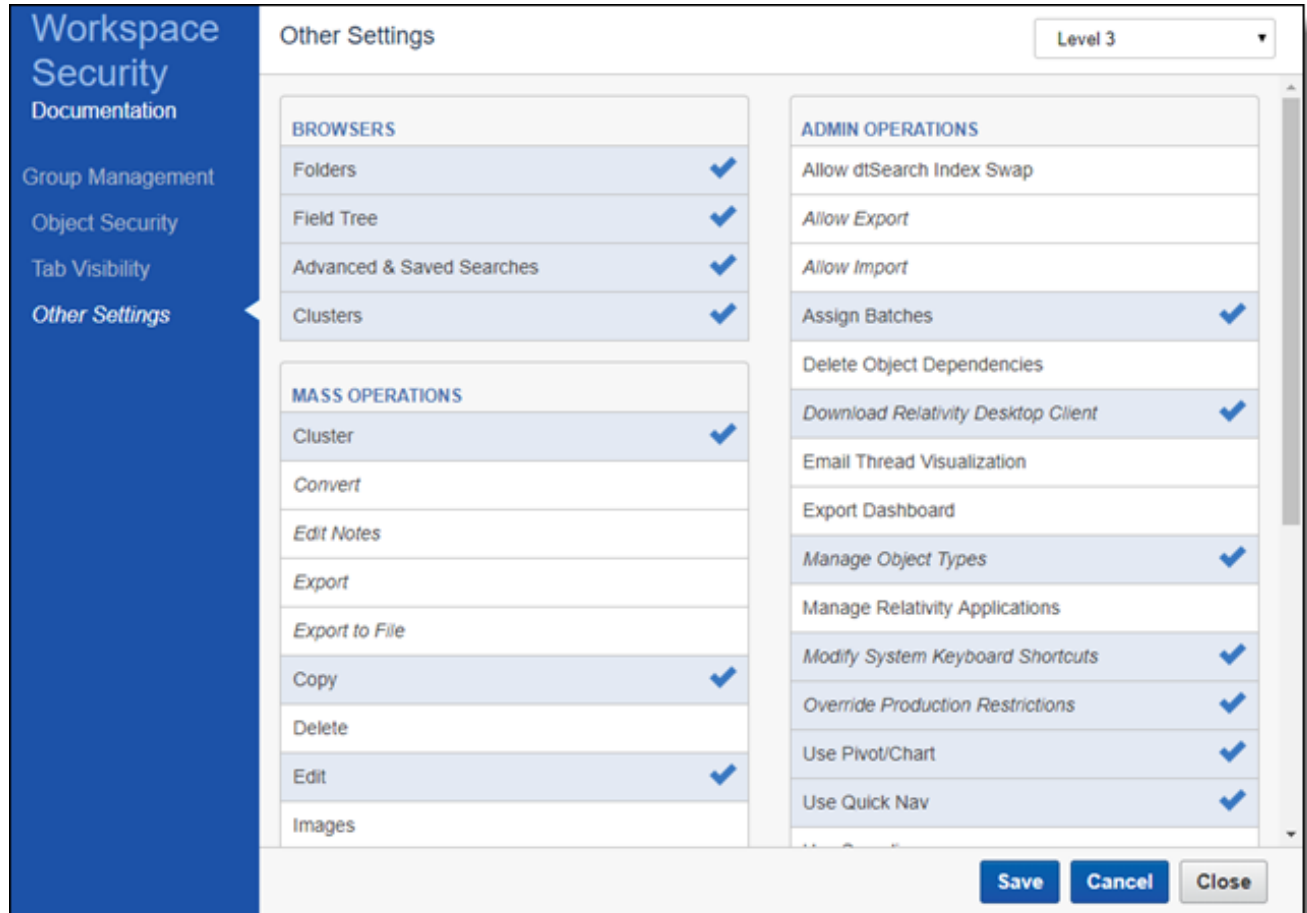 Workspace
Security
Documentation
Group Management
Object Security
Tab Visibility
Other Settings
Other Settings
Level 3
BROWSERS
Folders
Field Tree
Advanced & Saved Searches
Clusters
MASS OPERATIONS
Cluster
Convert
Edit Notes
Export
Export to File
Copy
Delete
Edit
Images
ADMIN OPERATIONS
Allow dtSearch Index Swap
Allow Export
Allow Import
Assign Batches
Delete Object Dependencies
Download Relativity Desktop Client
Email Thread Visualization
Export Dashboard
Manage Object Types
Manage Relativity Applications
Modify System Keyboard Shortcuts
Override Production Restrictions
Use Pivot/Chart
Use Quick Nav
Save
Cancel
Close